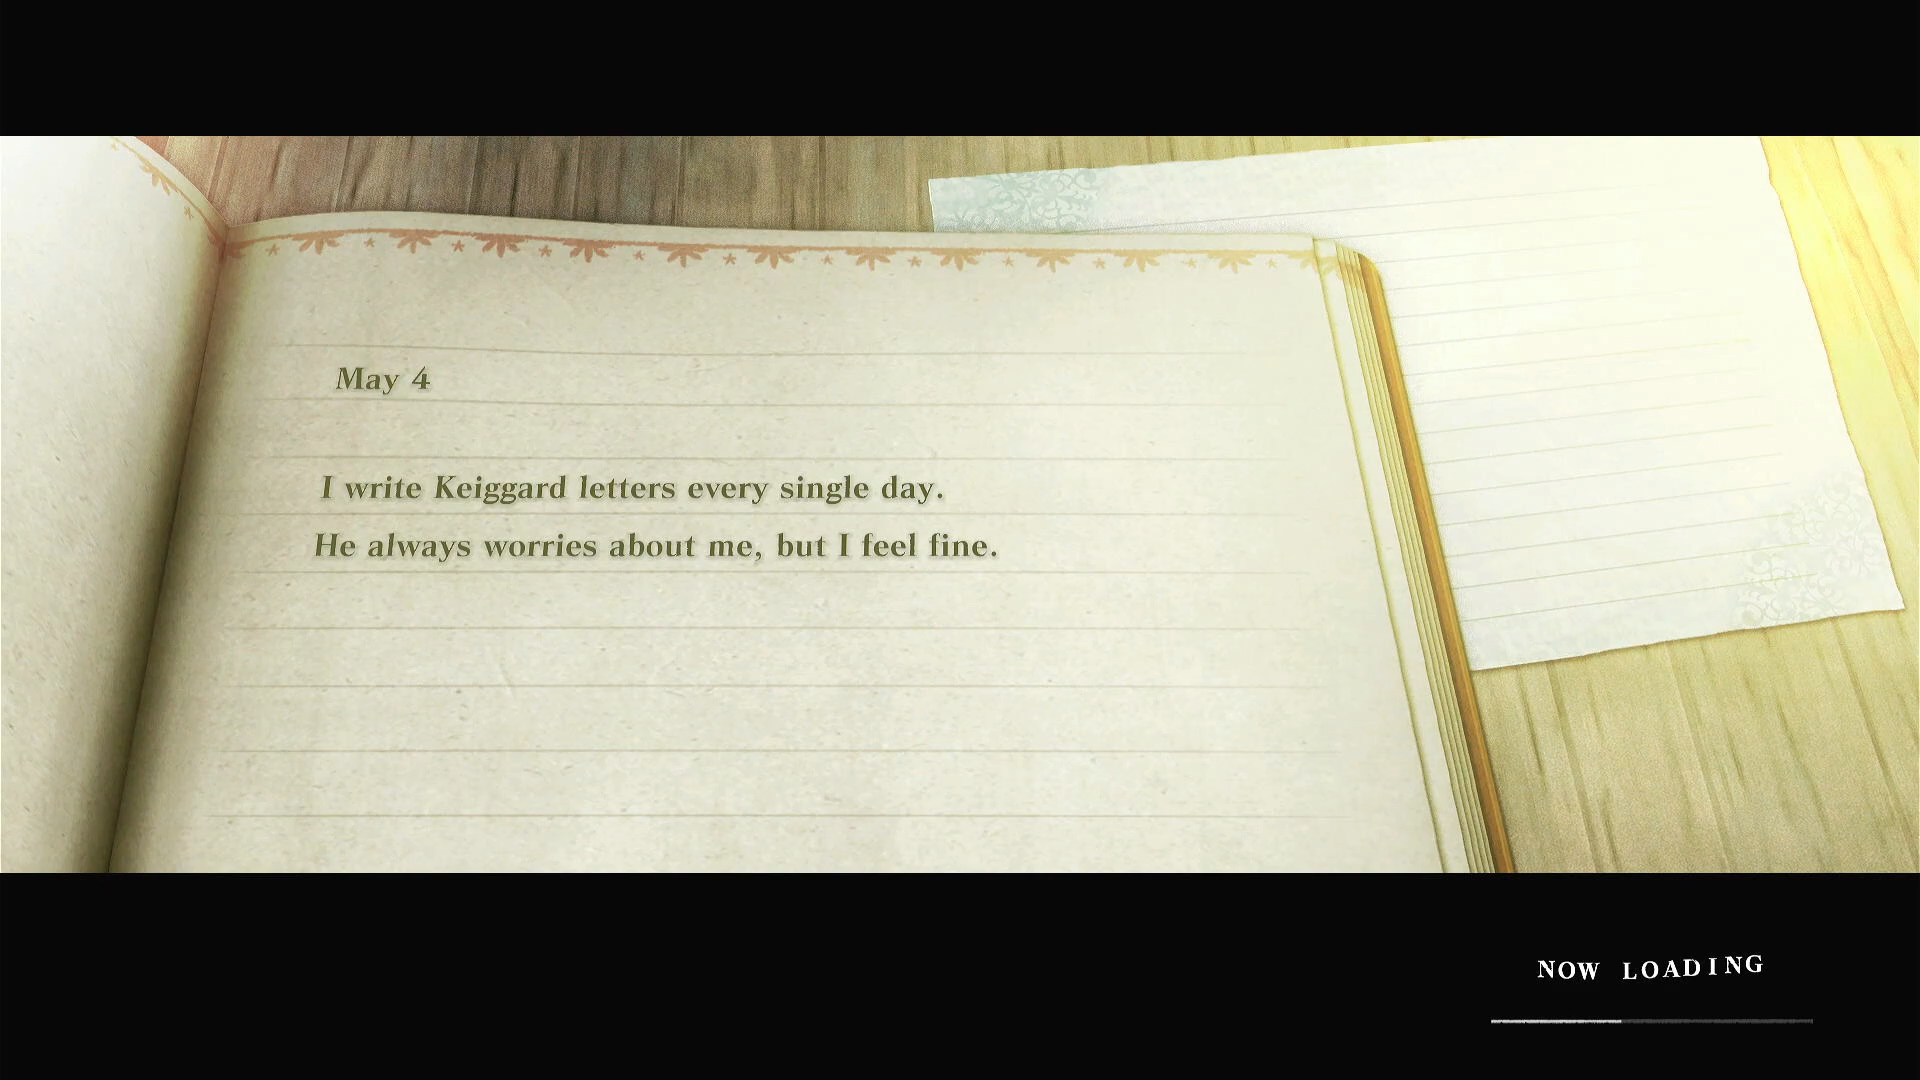 May 4
I write Keiggard letters every single day.
He always worries about me, but I feel fine.
NOW LOADING